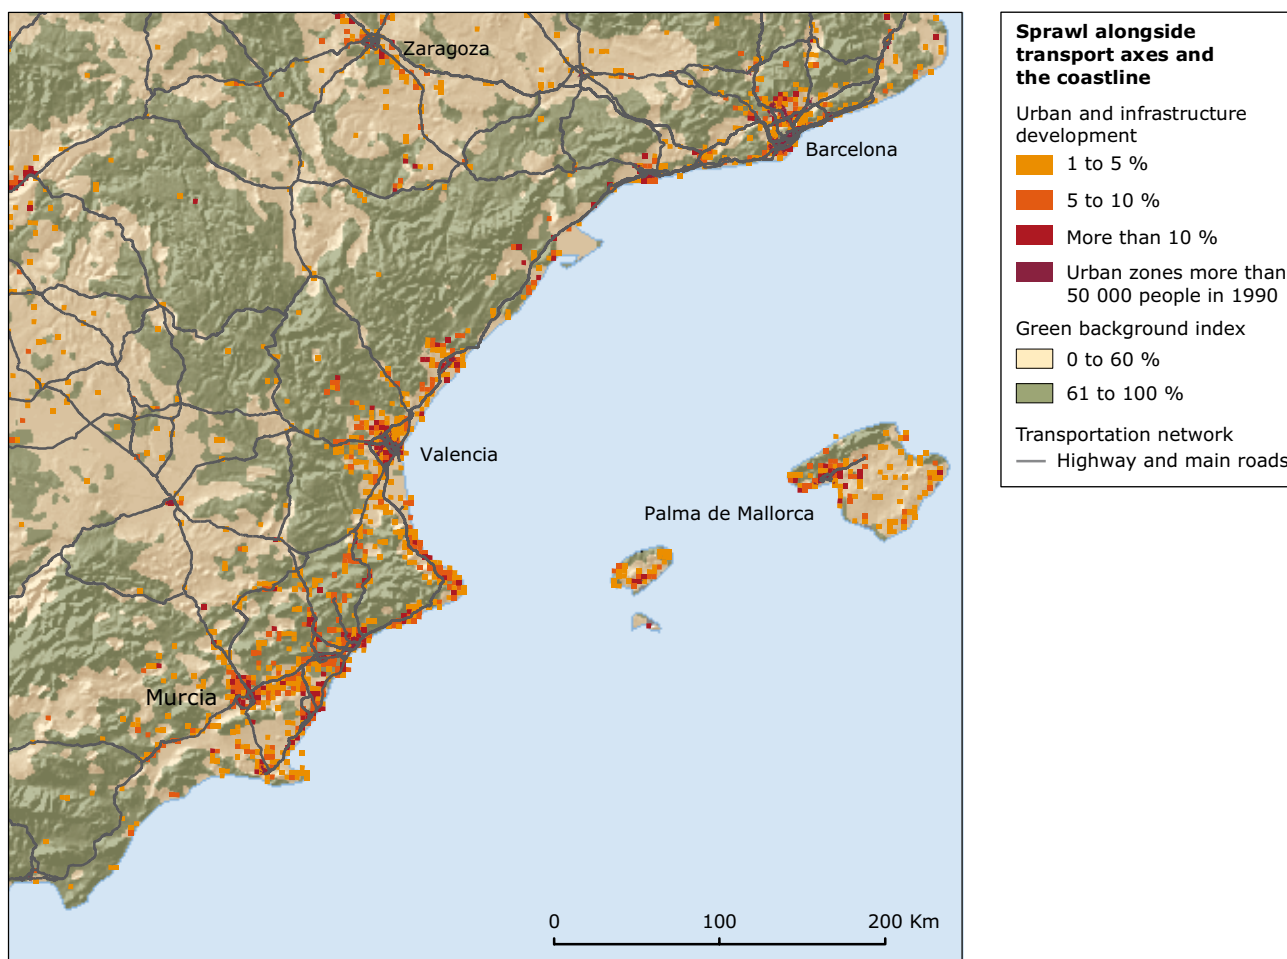 Zaragoza
Barcelona
Valencia
Palma de Mallorca
Murcia
0 100 200 Km
Sprawl alongside
transport axes and
the coastline
Urban and infrastructure
development
1 to 5 %
5 to 10 %
More than 10 %
Urban zones more than
50 000 people in 1990
Green background index
0 to 60 %
61 to 100 %
Transportation network
Highway and main roads